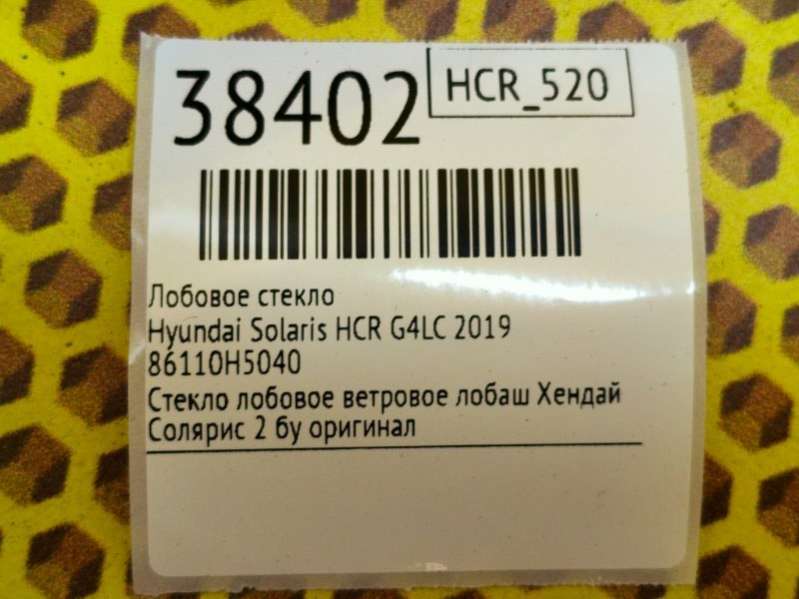 38402
HCR_520
Лобовое стекло
Hyundai Solaris HCR G4LC 2019
86110H5040
Стекло лобовое ветровое лобаш Хендай
Солярис 2 бу оригинал